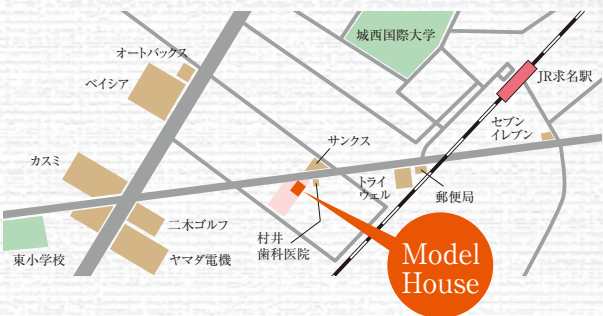 城西国際大学
オートバックス
ベイシア
JR求名駅
セブン
イレブン
サンクス
カスミ
トライ
ウェル
郵便局
二木ゴルフ
村井
歯科医院
東小学校
ヤマダ電機
Model
House